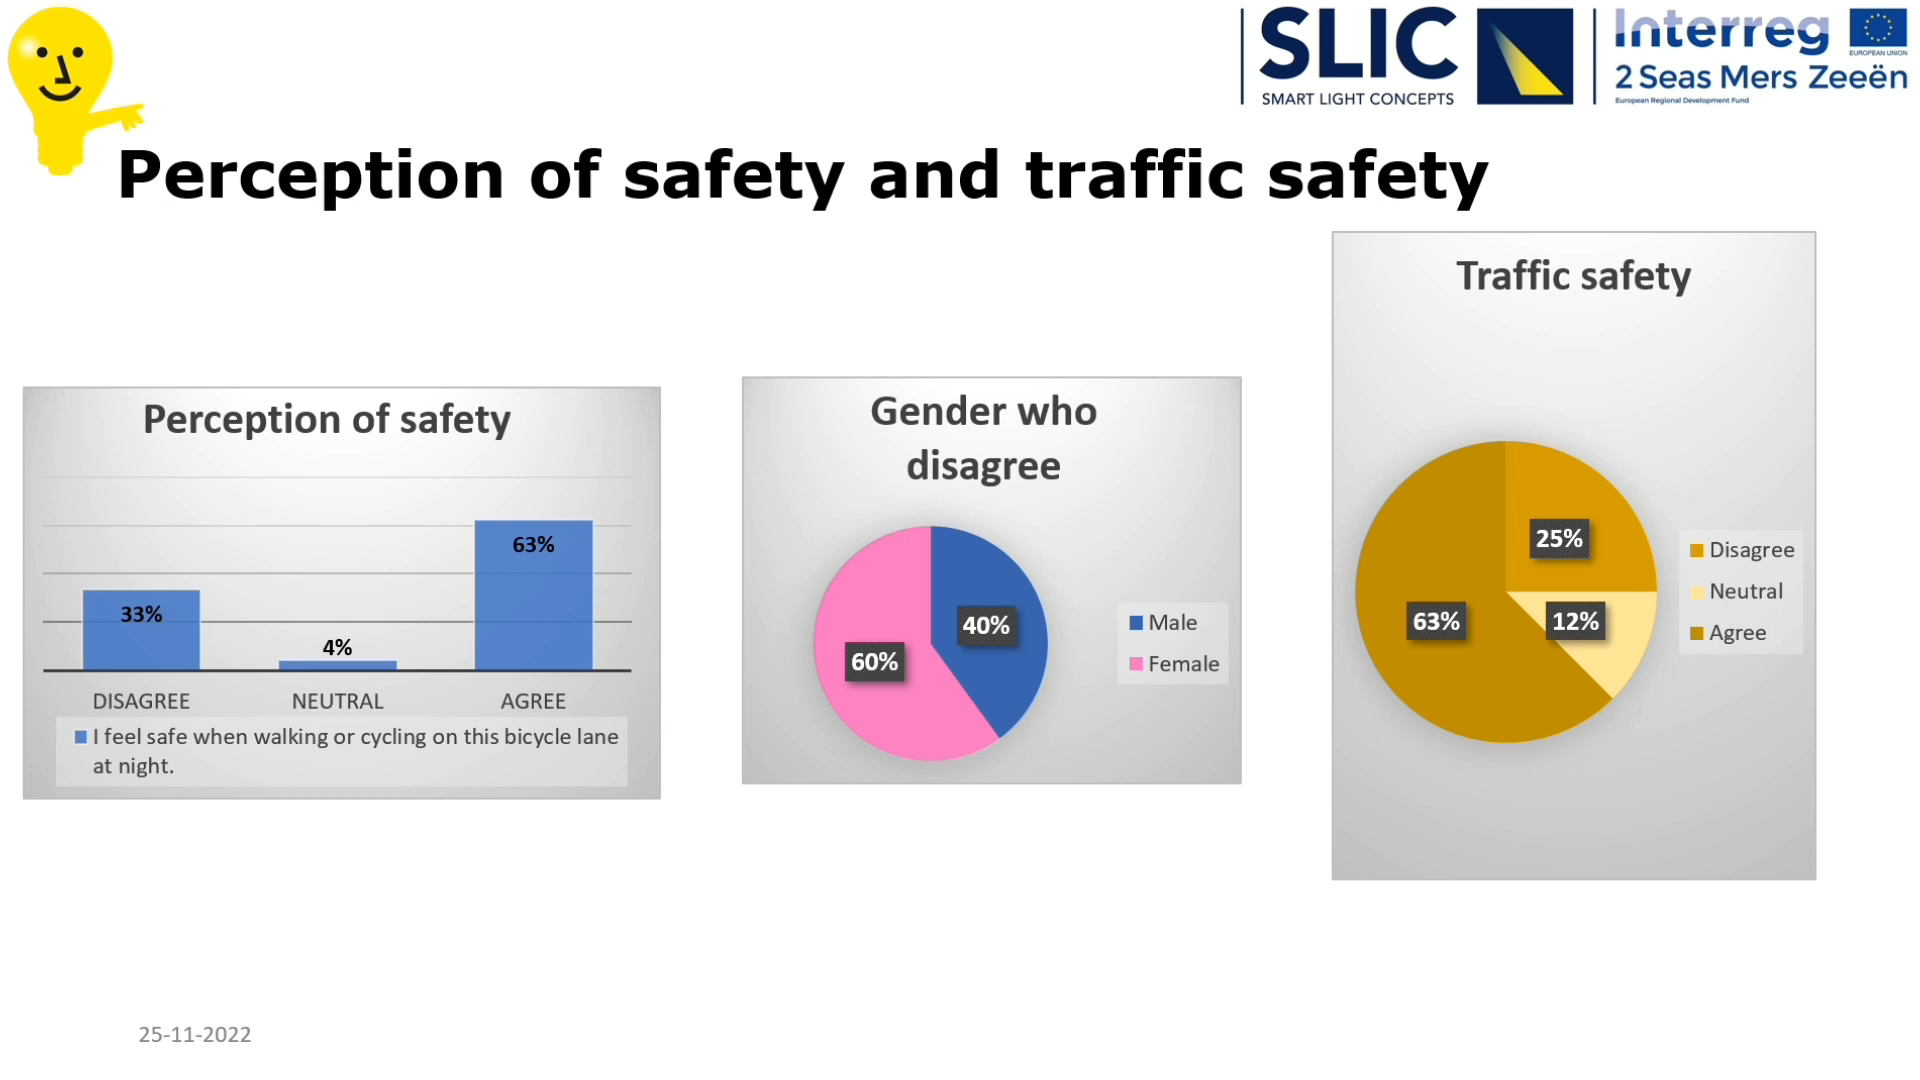 SLIC
SMART LIGHT CONCEPTS
Interreg
EUROPEAN UNION
2 Seas Mers Zeeën
European Regional Development Fund
Perception of safety and traffic safety
Perception of safety
33%
4%
63%
DISAGREE
NEUTRAL
AGREE
I feel safe when walking or cycling on this bicycle lane
at night.
Gender who
disagree
40%
60%
Male
Female
Traffic safety
25%
12%
63%
Disagree
Neutral
Agree
25-11-2022